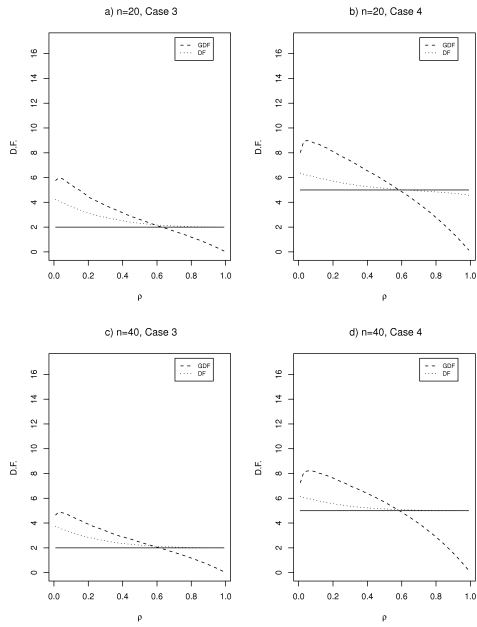 a) n=20, Case 3
GDF
DF
D.F.
0 2 4 6 8 10 12 14 16
0.0 0.2 0.4 0.6 0.8 1.0
ρ
b) n=20, Case 4
GDF
DF
D.F.
0 2 4 6 8 10 12 14 16
0.0 0.2 0.4 0.6 0.8 1.0
ρ
c) n=40, Case 3
GDF
DF
D.F.
0 2 4 6 8 10 12 14 16
0.0 0.2 0.4 0.6 0.8 1.0
ρ
d) n=40, Case 4
GDF
DF
D.F.
0 2 4 6 8 10 12 14 16
0.0 0.2 0.4 0.6 0.8 1.0
ρ